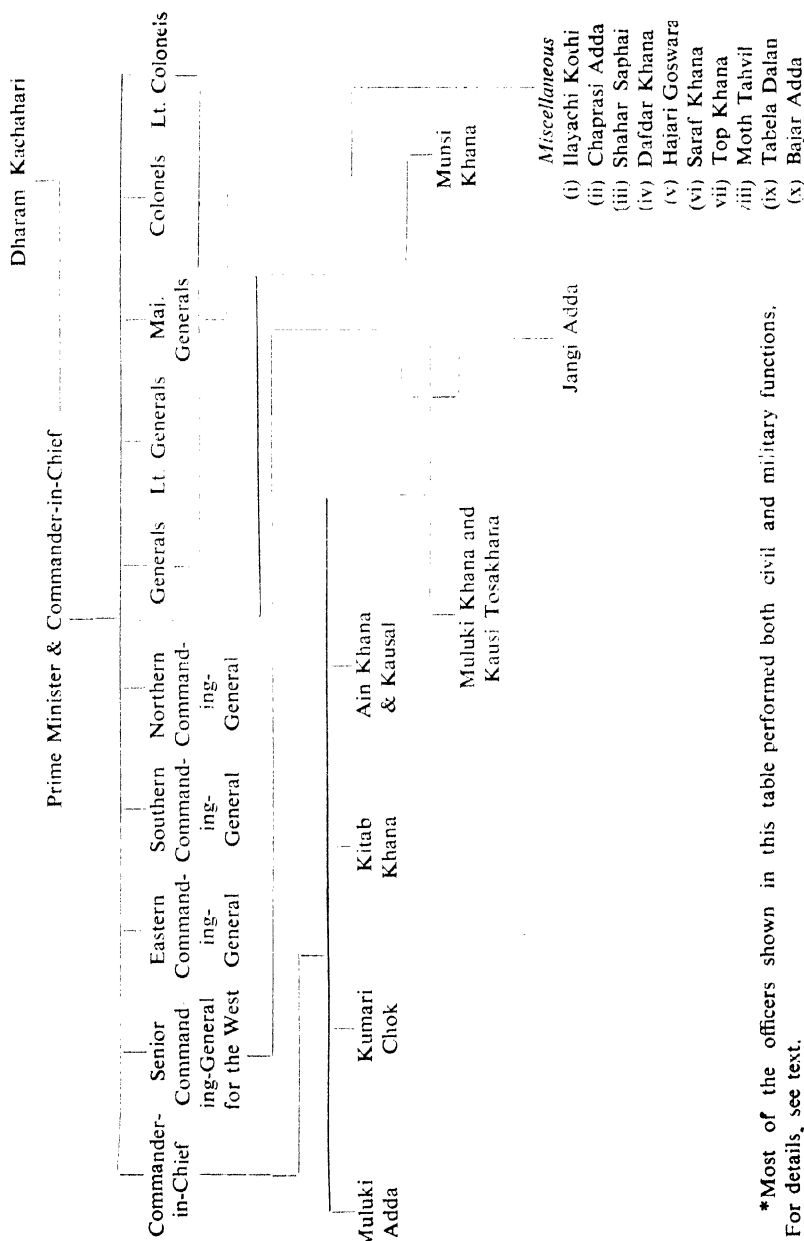 Dharam Kachahari
Prime Minister & Commander-in-Chief
Commander-
in-Chief
Senior
Command
ing-General
for the West
Eastern
Command-
ing-
General
Southern
Command-
ing-
General
Northern
Command-
ing-
General
Generals
Lt. Generals
Maj.
Generals
Colonels
Lt. Colonels
Muluki
Adda
Kumari
Chok
Kitab
Khana
Ain Khana
& Kausal
Muluki Khana and
Kausi Tosakhana
Jangi Adda
Munsi
Khana
Miscellaneous
(i) Ilayachi Kothi
(ii) Chaprasi Adda
(iii) Shahar Saphai
(iv) Dafdar Khana
(v) Hajari Goswara
(vi) Saraf Khana
vii) Top Khana
viii) Moth Tahvil
(ix) Tabela Dalan
(x) Bajar Adda
*Most of the officers shown in this table performed both civil and military functions.
For details, see text.